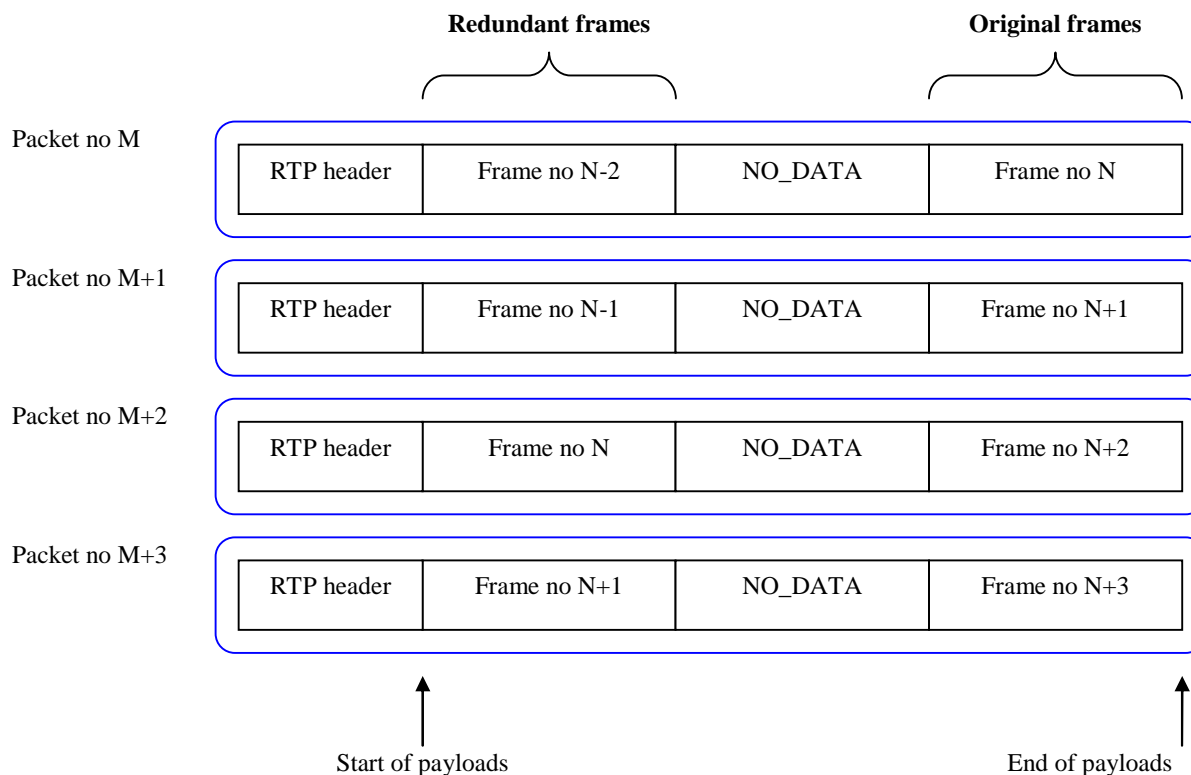 Redundant frames Original frames
Packet no M
RTP header Frame no N-2 NO_DATA Frame no N
Packet no M+1
RTP header Frame no N-1 NO_DATA Frame no N+1
Packet no M+2
RTP header Frame no N NO_DATA Frame no N+2
Packet no M+3
RTP header Frame no N+1 NO_DATA Frame no N+3
Start of payloads End of payloads